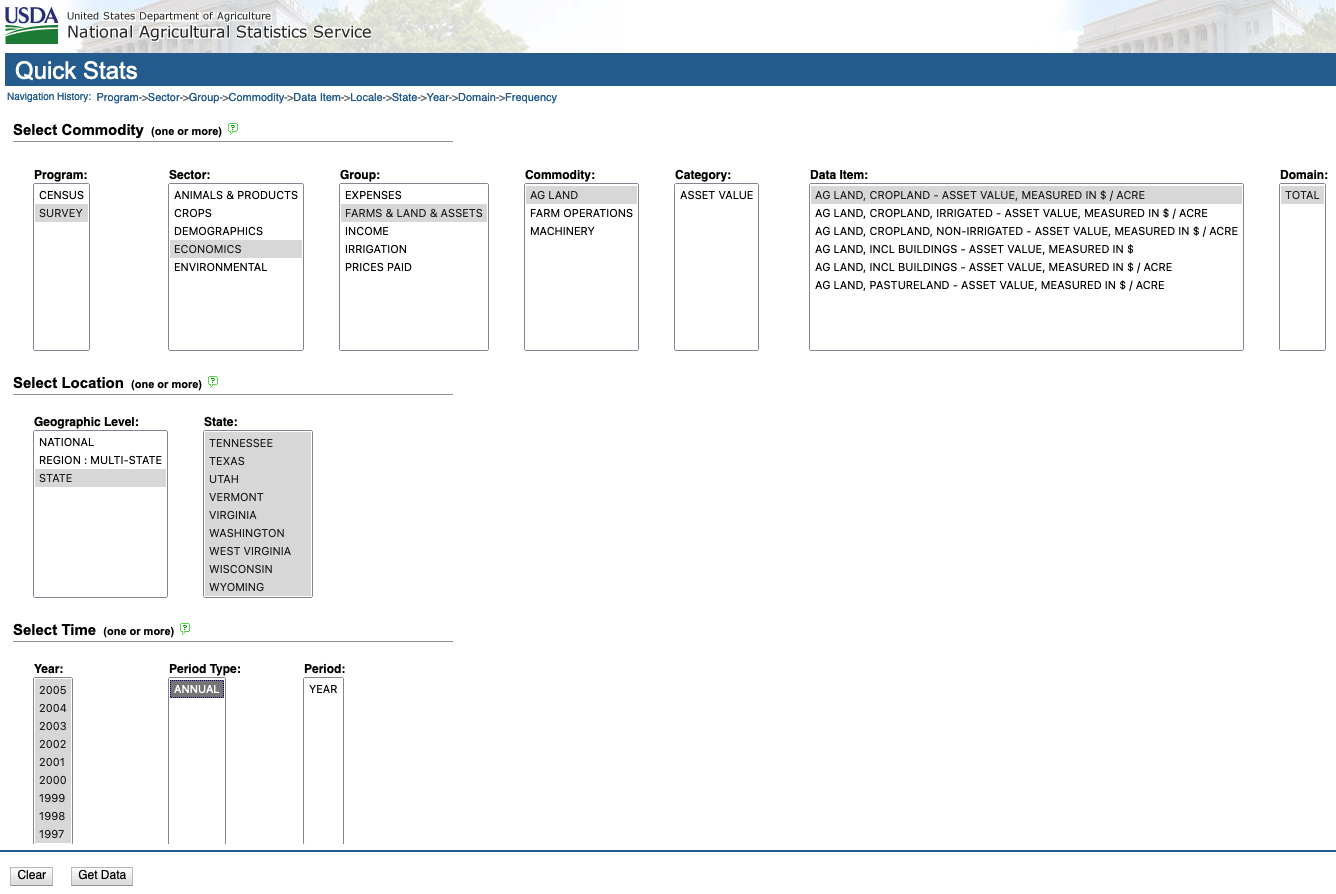 USDA
United States Department of Agriculture
National Agricultural Statistics Service
Quick Stats
Navigation History: Program->Sector->Group->Commodity->Data Item->Locale->State->Year->Domain->Frequency
Select Commodity (one or more) ?
Program:
CENSUS
SURVEY
Sector:
ANIMALS & PRODUCTS
CROPS
DEMOGRAPHICS
ECONOMICS
ENVIRONMENTAL
Group:
EXPENSES
FARMS & LAND & ASSETS
INCOME
IRRIGATION
PRICES PAID
Commodity:
AG LAND
FARM OPERATIONS
MACHINERY
Category:
ASSET VALUE
Data Item:
AG LAND, CROPLAND - ASSET VALUE, MEASURED IN $ / ACRE
AG LAND, CROPLAND, IRRIGATED - ASSET VALUE, MEASURED IN $ / ACRE
AG LAND, CROPLAND, NON-IRRIGATED - ASSET VALUE, MEASURED IN $ / ACRE
AG LAND, INCL BUILDINGS - ASSET VALUE, MEASURED IN $
AG LAND, INCL BUILDINGS - ASSET VALUE, MEASURED IN $ / ACRE
AG LAND, PASTURELAND - ASSET VALUE, MEASURED IN $ / ACRE
Domain:
TOTAL
Select Location (one or more) ?
Geographic Level:
NATIONAL
REGION : MULTI-STATE
STATE
State:
TENNESSEE
TEXAS
UTAH
VERMONT
VIRGINIA
WASHINGTON
WEST VIRGINIA
WISCONSIN
WYOMING
Select Time (one or more) ?
Year:
2005
2004
2003
2002
2001
2000
1999
1998
1997
Period Type:
ANNUAL
Period:
YEAR
Clear
Get Data